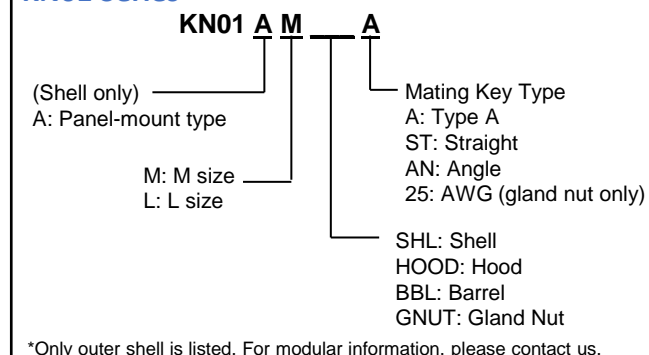 KN01 A M ___ A
(Shell only)
A: Panel-mount type
M: M size
L: L size
Mating Key Type
A: Type A
ST: Straight
AN: Angle
25: AWG (gland nut only)
SHL: Shell
HOOD: Hood
BBL: Barrel
GNUT: Gland Nut
*Only outer shell is listed. For modular information, please contact us.